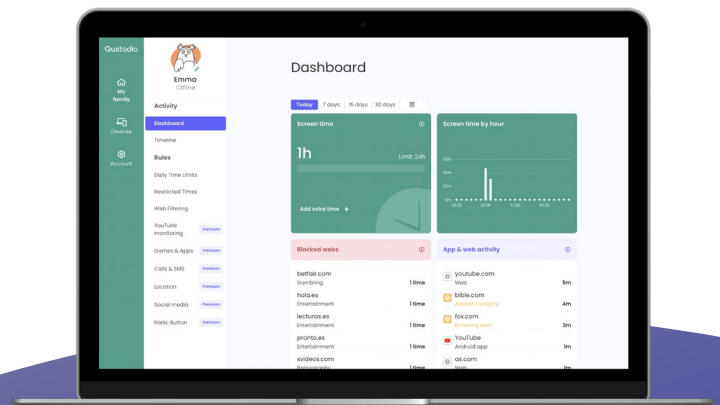 Qustodio
My
family
Devices
Account
Emma
Offline
Activity
Dashboard
Timeline
Rules
Daily Time Limits
Restricted Times
Web Filtering
YouTube
monitoring
Premium
Games & Apps Premium
Calls & SMS Premium
Location Premium
Social media Premium
Panic Button Premium
Dashboard
Today 7 days 15 days 30 days
Screen time
1h
Limit: 24h
Add extra time +
Screen time by hour
Blocked webs
betfair.com
Gambling 1 time
hola.es
Entertainment 1 time
lecturas.es
Entertainment 1 time
pronto.es
Entertainment 1 time
xvideos.com
Pornography 1 time
App & web activity
youtube.com
Web 5m
bible.com
Alerted category 4m
fox.com
Browsing alert 3m
YouTube
Android app 1m
as.com
Web 1m